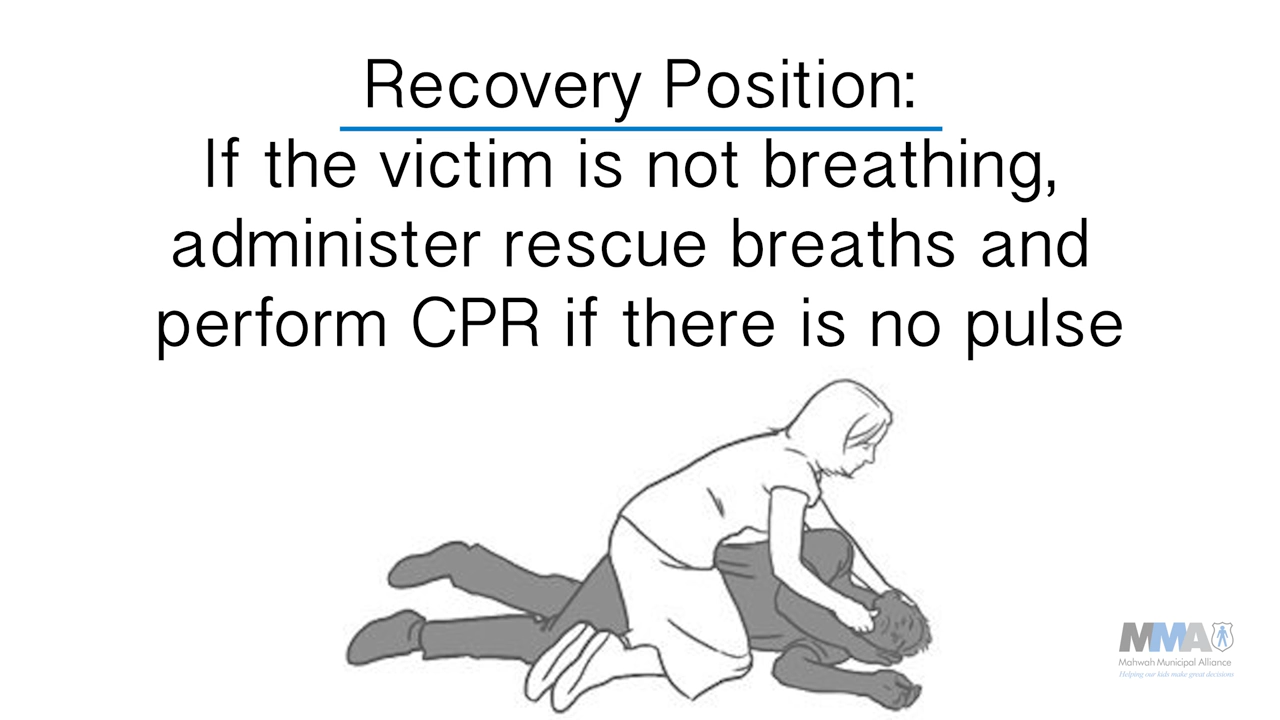 Recovery Position:
If the victim is not breathing,
administer rescue breaths and
perform CPR if there is no pulse
MMA
Mahwah Municipal Alliance
Helping our kids make great decisions